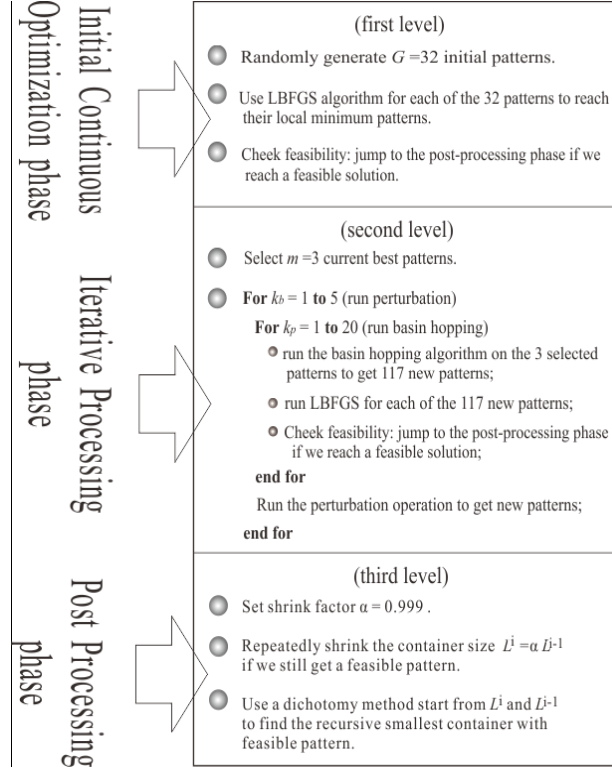 Initial Continuous
Optimization phase
(first level)
Randomly generate G =32 initial patterns.
Use LBFGS algorithm for each of the 32 patterns to reach
their local minimum patterns.
Cheek feasibility: jump to the post-processing phase if we
reach a feasible solution.
Iterative Processing
phase
(second level)
Select m =3 current best patterns.
For kb = 1 to 5 (run perturbation)
For kp = 1 to 20 (run basin hopping)
run the basin hopping algorithm on the 3 selected
patterns to get 117 new patterns;
run LBFGS for each of the 117 new patterns;
Cheek feasibility: jump to the post-processing phase
if we reach a feasible solution;
end for
Run the perturbation operation to get new patterns;
end for
Post Processing
phase
(third level)
Set shrink factor α = 0.999 .
Repeatedly shrink the container size Li =α Li-1
if we still get a feasible pattern.
Use a dichotomy method start from Li and Li-1
to find the recursive smallest container with
feasible pattern.